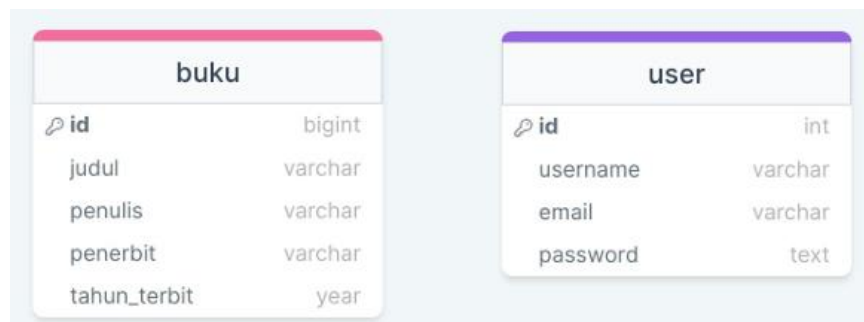 buku
id bigint
judul varchar
penulis varchar
penerbit varchar
tahun_terbit year
user
id int
username varchar
email varchar
password text